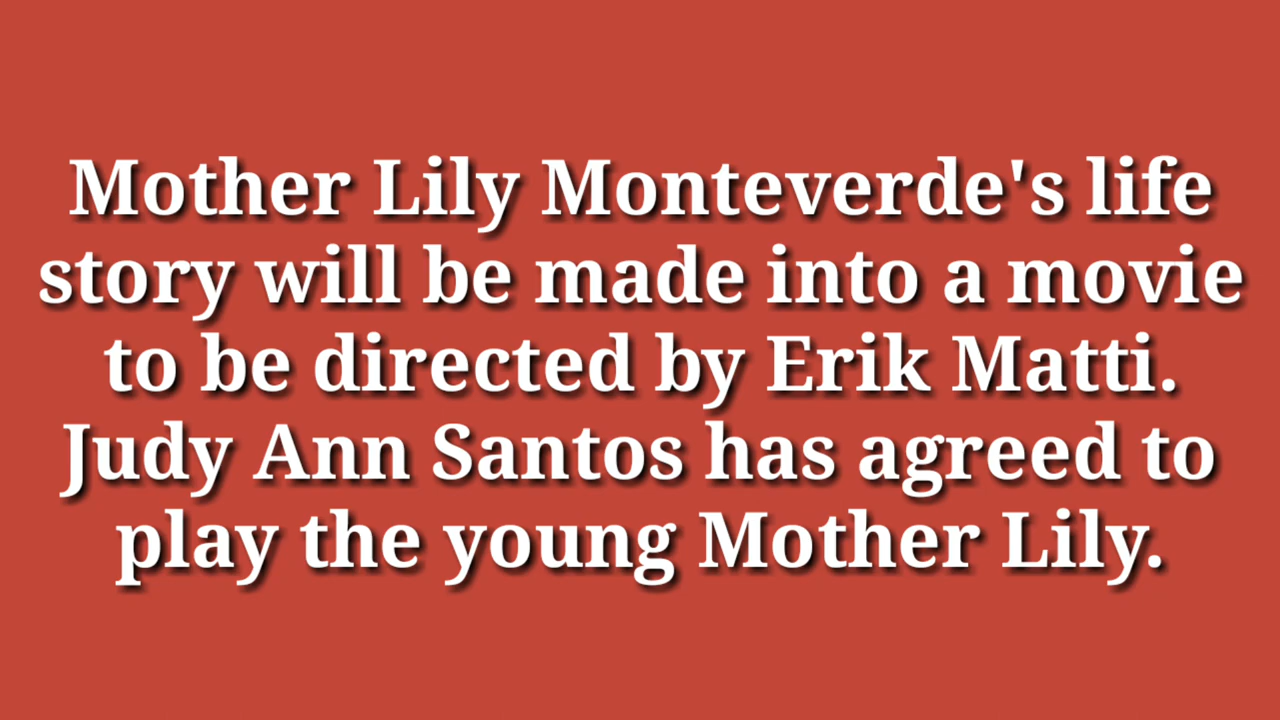 Mother Lily Monteverde's life
story will be made into a movie
to be directed by Erik Matti.
Judy Ann Santos has agreed to
play the young Mother Lily.